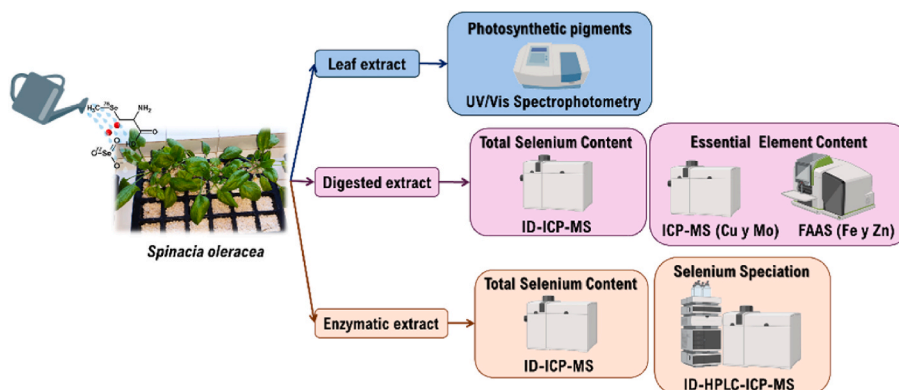 Photosynthetic pigments
Leaf extract
UV/Vis Spectrophotometry
Total Selenium Content
Essential Element Content
Digested extract
ID-ICP-MS
ICP-MS (Cu y Mo)
FAAS (Fe y Zn)
Spinacia oleracea
Total Selenium Content
Selenium Speciation
Enzymatic extract
ID-ICP-MS
ID-HPLC-ICP-MS
NH₂